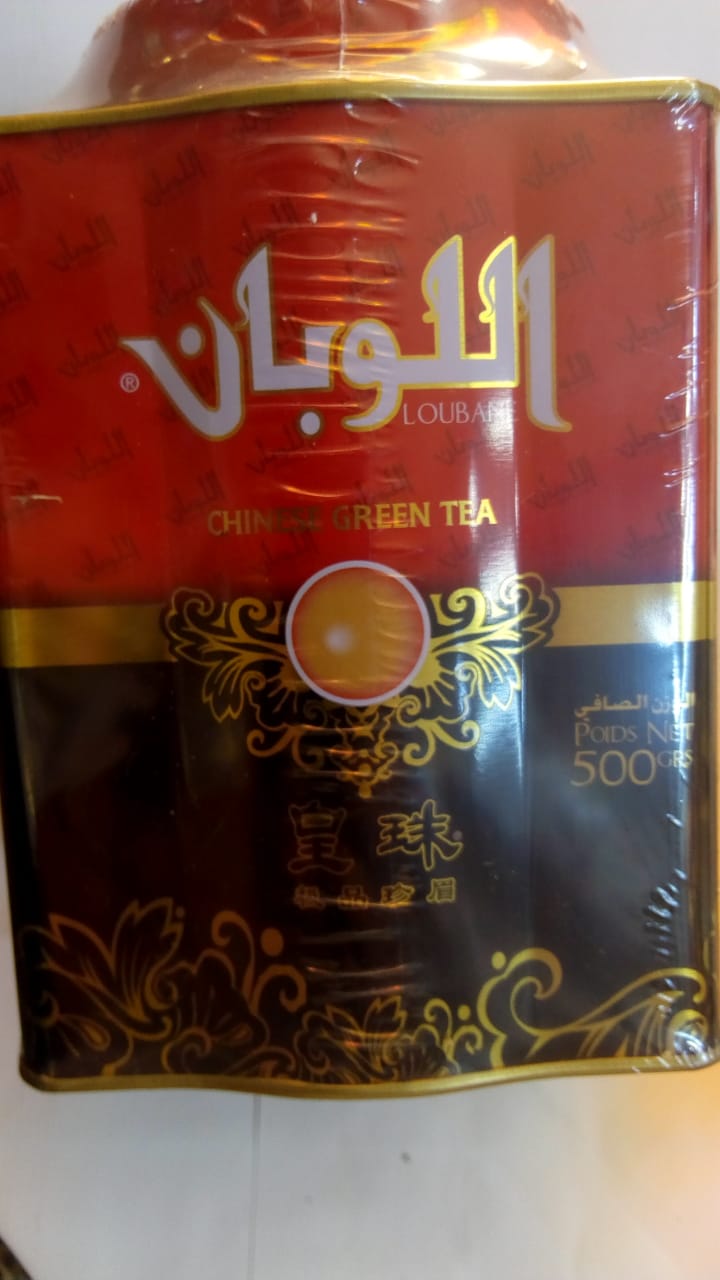 اللوبان
®
LOUBANE
CHINESE GREEN TEA
الوزن الصافي
POIDS NET
500GRS
皇珠
极品珍眉